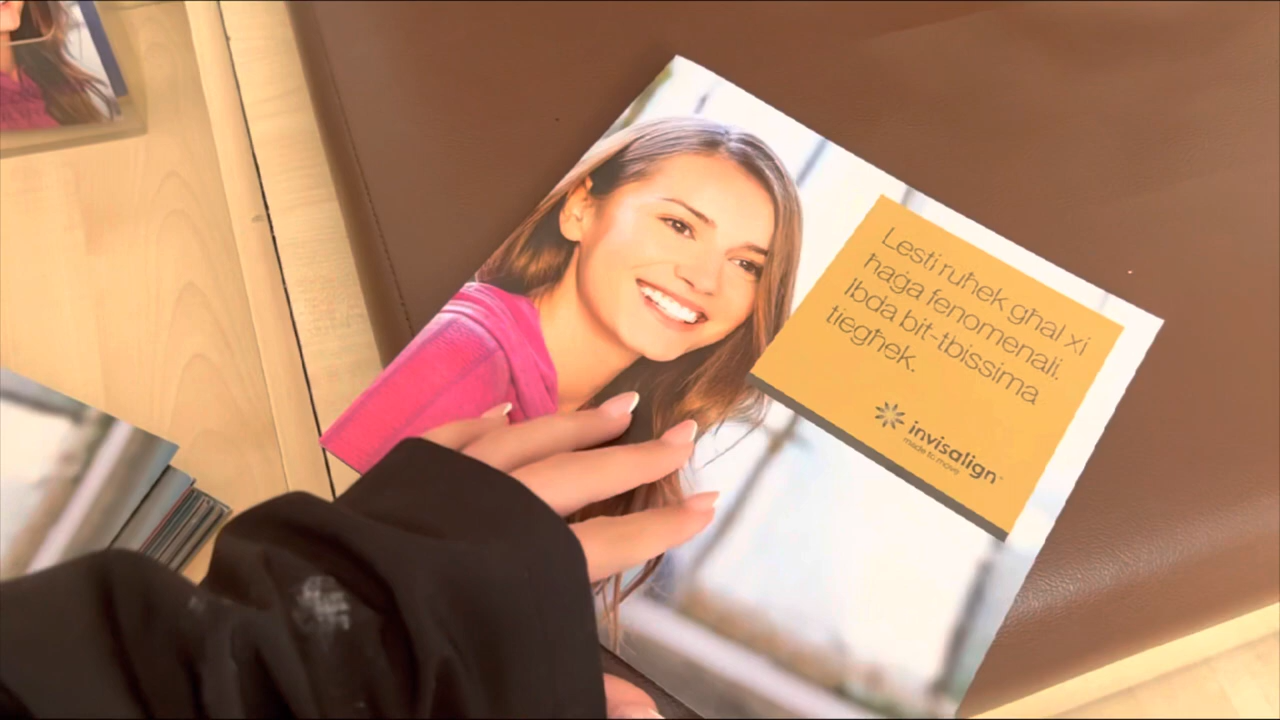 Lesti ruħek għal xi
ħaġa fenomenali.
Ibda bit-tbissima
tiegħek.
invisalign
made to move